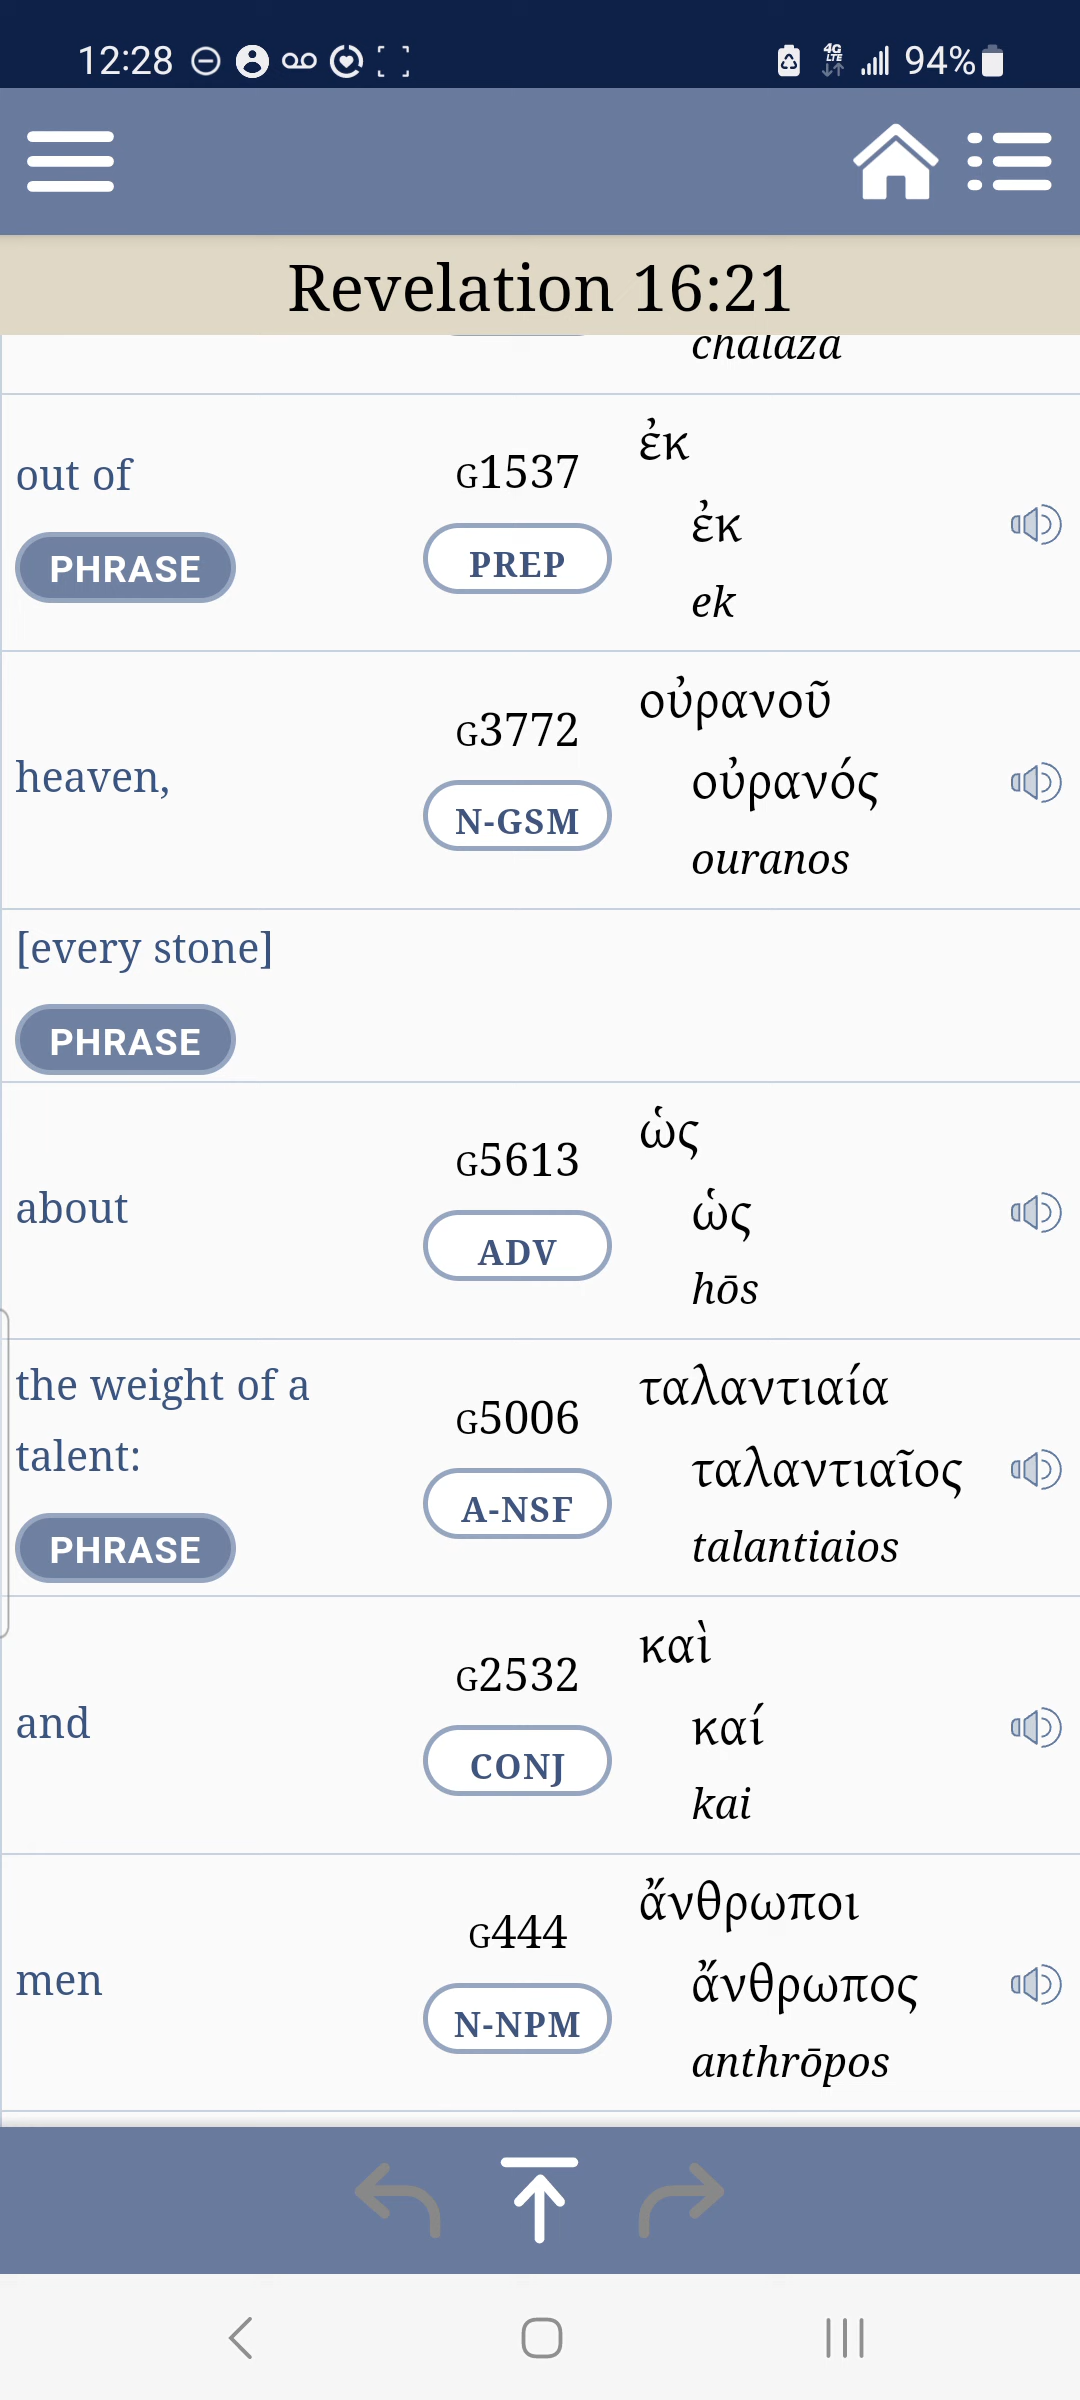 12:28
4G
LTE
94%
Revelation 16:21
chalaza
out of
PHRASE
G1537
PREP
ἐκ
ἐκ
ek
heaven,
G3772
N-GSM
οὐρανοῦ
οὐρανός
ouranos
[every stone]
PHRASE
about
G5613
ADV
ὡς
ὡς
hōs
the weight of a
talent:
PHRASE
G5006
A-NSF
ταλαντιαία
ταλαντιαῖος
talantiaios
and
G2532
CONJ
καὶ
καί
kai
men
G444
N-NPM
ἄνθρωποι
ἄνθρωπος
anthrōpos